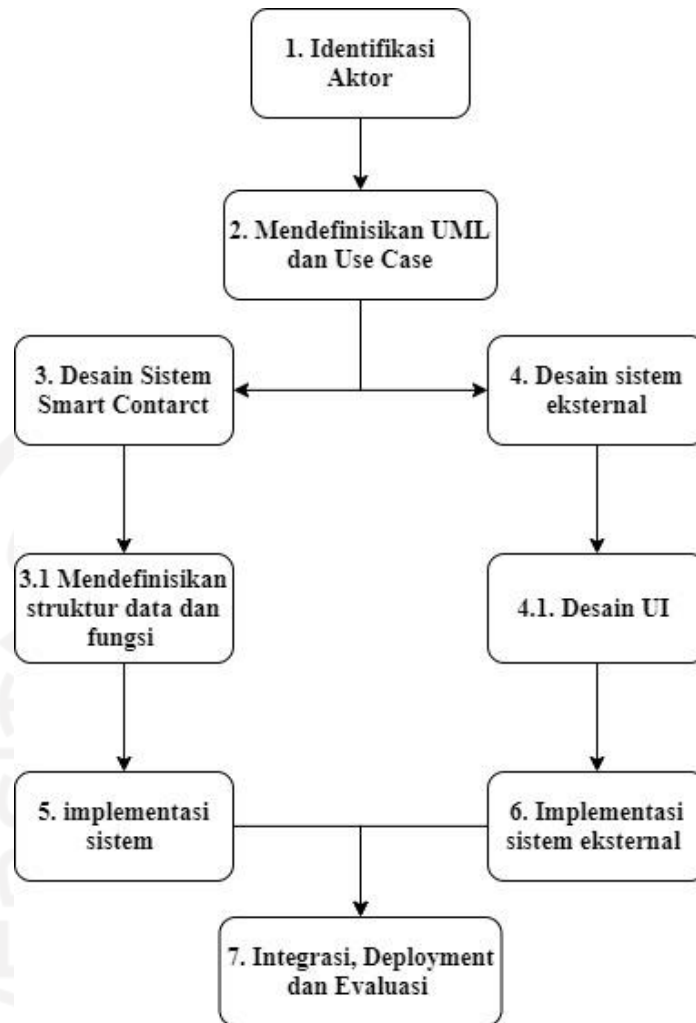 1. Identifikasi
Aktor
2. Mendefinisikan UML
dan Use Case
3. Desain Sistem
Smart Contarct
4. Desain sistem
eksternal
3.1 Mendefinisikan
struktur data dan
fungsi
4.1. Desain UI
5. implementasi
sistem
6. Implementasi
sistem eksternal
7. Integrasi, Deployment
dan Evaluasi